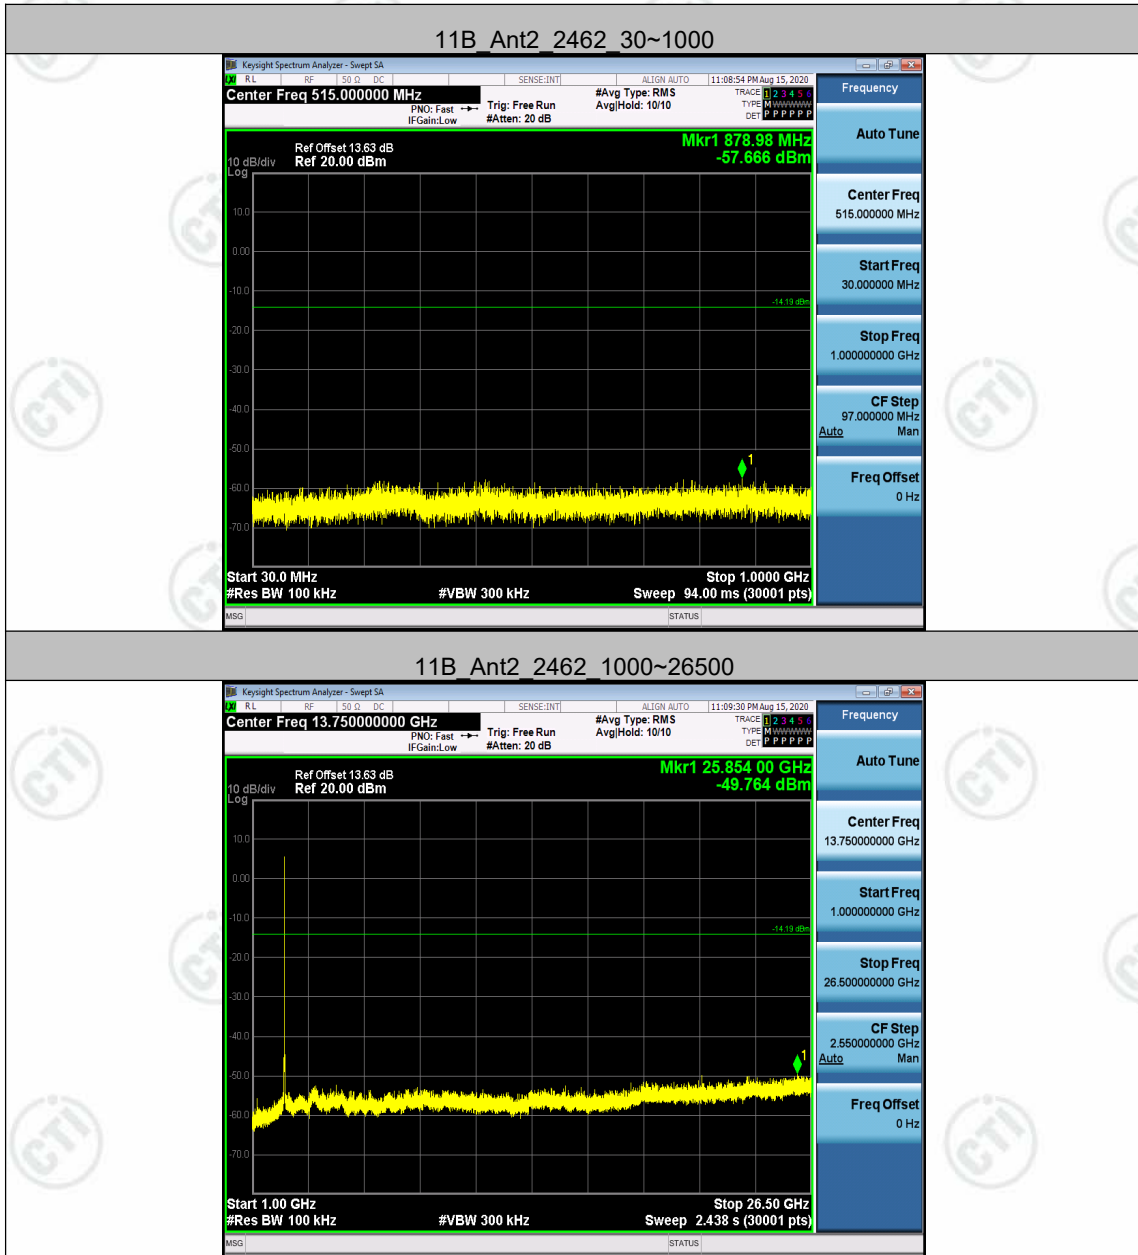 11B_Ant2_2462_30~1000
Keysight Spectrum Analyzer - Swept SA
LXI RL RF 50 Ω DC SENSE:INT ALIGN AUTO 11:08:54 PM Aug 15, 2020
Center Freq 515.000000 MHz #Avg Type: RMS TRACE 1 2 3 4 5 6
PNO: Fast Trig: Free Run Avg|Hold: 10/10 TYPE M WWWWW
IFGain:Low #Atten: 20 dB DET P P P P P P
Frequency
Auto Tune
Mkr1 878.98 MHz
-57.666 dBm
Ref Offset 13.63 dB
10 dB/div Ref 20.00 dBm
Log
10.0
0.00
-10.0
-14.19 dBm
-20.0
-30.0
-40.0
-50.0
-60.0
-70.0
1
Start 30.0 MHz Stop 1.0000 GHz
#Res BW 100 kHz #VBW 300 kHz Sweep 94.00 ms (30001 pts)
MSG STATUS
Center Freq
515.000000 MHz
Start Freq
30.000000 MHz
Stop Freq
1.000000000 GHz
CF Step
97.000000 MHz
Auto Man
Freq Offset
0 Hz
11B_Ant2_2462_1000~26500
Keysight Spectrum Analyzer - Swept SA
LXI RL RF 50 Ω DC SENSE:INT ALIGN AUTO 11:09:30 PM Aug 15, 2020
Center Freq 13.750000000 GHz #Avg Type: RMS TRACE 1 2 3 4 5 6
PNO: Fast Trig: Free Run Avg|Hold: 10/10 TYPE M WWWWW
IFGain:Low #Atten: 20 dB DET P P P P P P
Frequency
Auto Tune
Mkr1 25.854 00 GHz
-49.764 dBm
Ref Offset 13.63 dB
10 dB/div Ref 20.00 dBm
Log
10.0
0.00
-10.0
-14.19 dBm
-20.0
-30.0
-40.0
-50.0
-60.0
-70.0
1
Start 1.00 GHz Stop 26.50 GHz
#Res BW 100 kHz #VBW 300 kHz Sweep 2.438 s (30001 pts)
MSG STATUS
Center Freq
13.750000000 GHz
Start Freq
1.000000000 GHz
Stop Freq
26.500000000 GHz
CF Step
2.550000000 GHz
Auto Man
Freq Offset
0 Hz
CTI
CTI
CTI
CTI
CTI
CTI
CTI
CTI